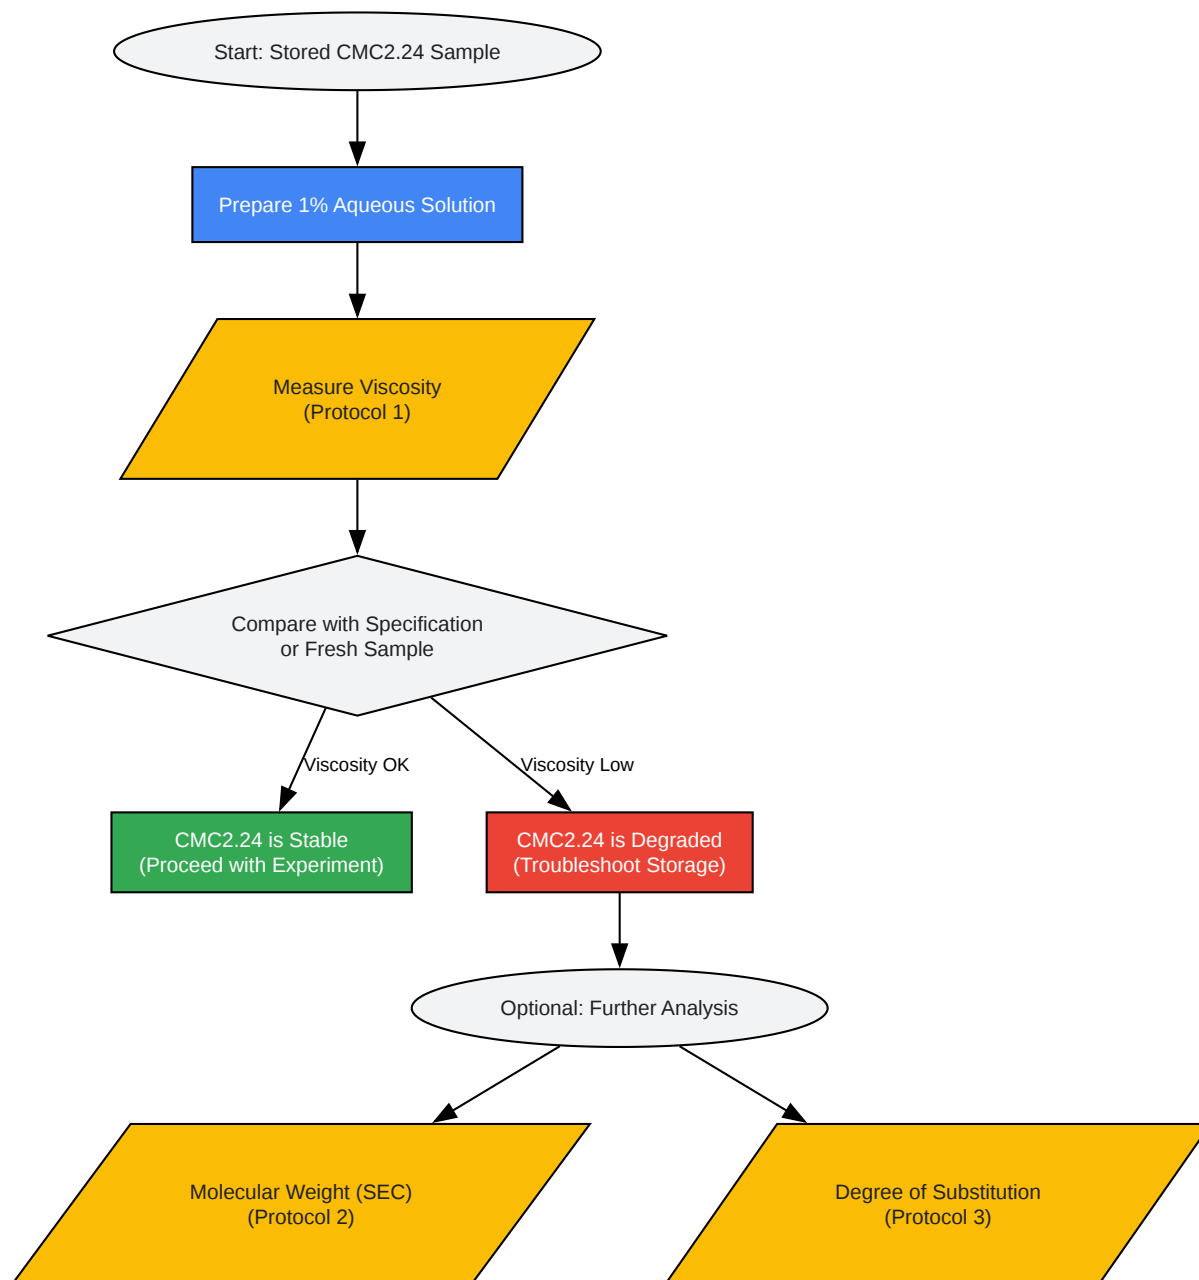 Start: Stored CMC2.24 Sample
Prepare 1% Aqueous Solution
Measure Viscosity
(Protocol 1)
Compare with Specification
or Fresh Sample
Viscosity OK
Viscosity Low
CMC2.24 is Stable
(Proceed with Experiment)
CMC2.24 is Degraded
(Troubleshoot Storage)
Optional: Further Analysis
Molecular Weight (SEC)
(Protocol 2)
Degree of Substitution
(Protocol 3)